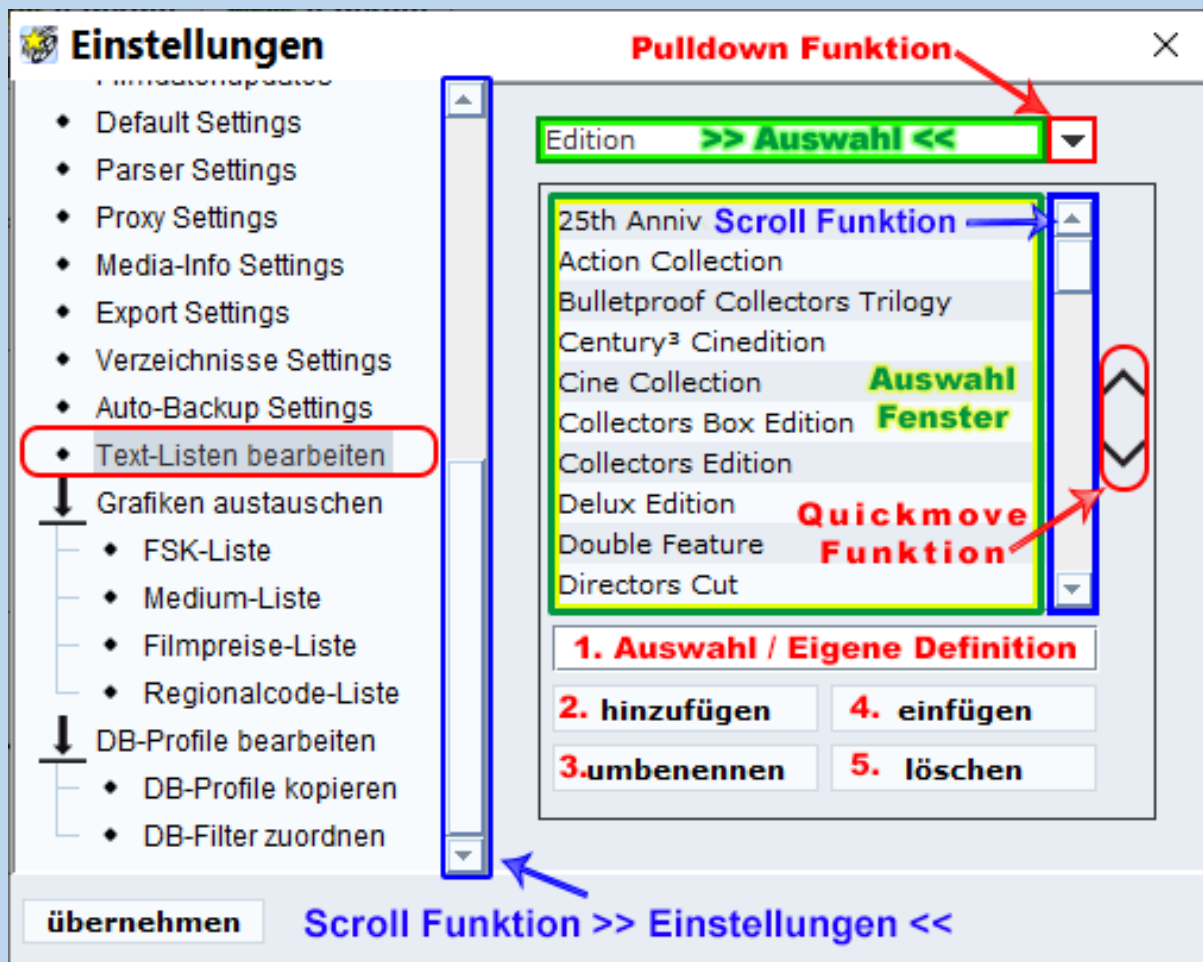 Einstellungen
Pulldown Funktion
Filmdatenupdates
Default Settings
Parser Settings
Proxy Settings
Media-Info Settings
Export Settings
Verzeichnisse Settings
Auto-Backup Settings
Text-Listen bearbeiten
Grafiken austauschen
FSK-Liste
Medium-Liste
Filmpreise-Liste
Regionalcode-Liste
DB-Profile bearbeiten
DB-Profile kopieren
DB-Filter zuordnen
Edition >> Auswahl <<
25th Anniv Scroll Funktion
Action Collection
Bulletproof Collectors Trilogy
Century³ Cinedition
Cine Collection
Collectors Box Edition
Collectors Edition
Delux Edition
Double Feature
Directors Cut
Auswahl
Fenster
Quickmove
Funktion
1. Auswahl / Eigene Definition
2. hinzufügen
4. einfügen
3. umbenennen
5. löschen
übernehmen
Scroll Funktion >> Einstellungen <<